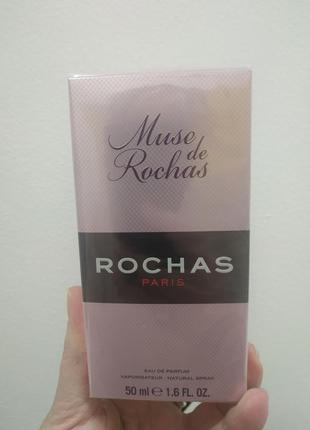 Muse de
Rochas
ROCHAS
PARIS
EAU DE PARFUM
VAPORISATEUR - NATURAL SPRAY
50 ml ℮ 1.6 FL. OZ.